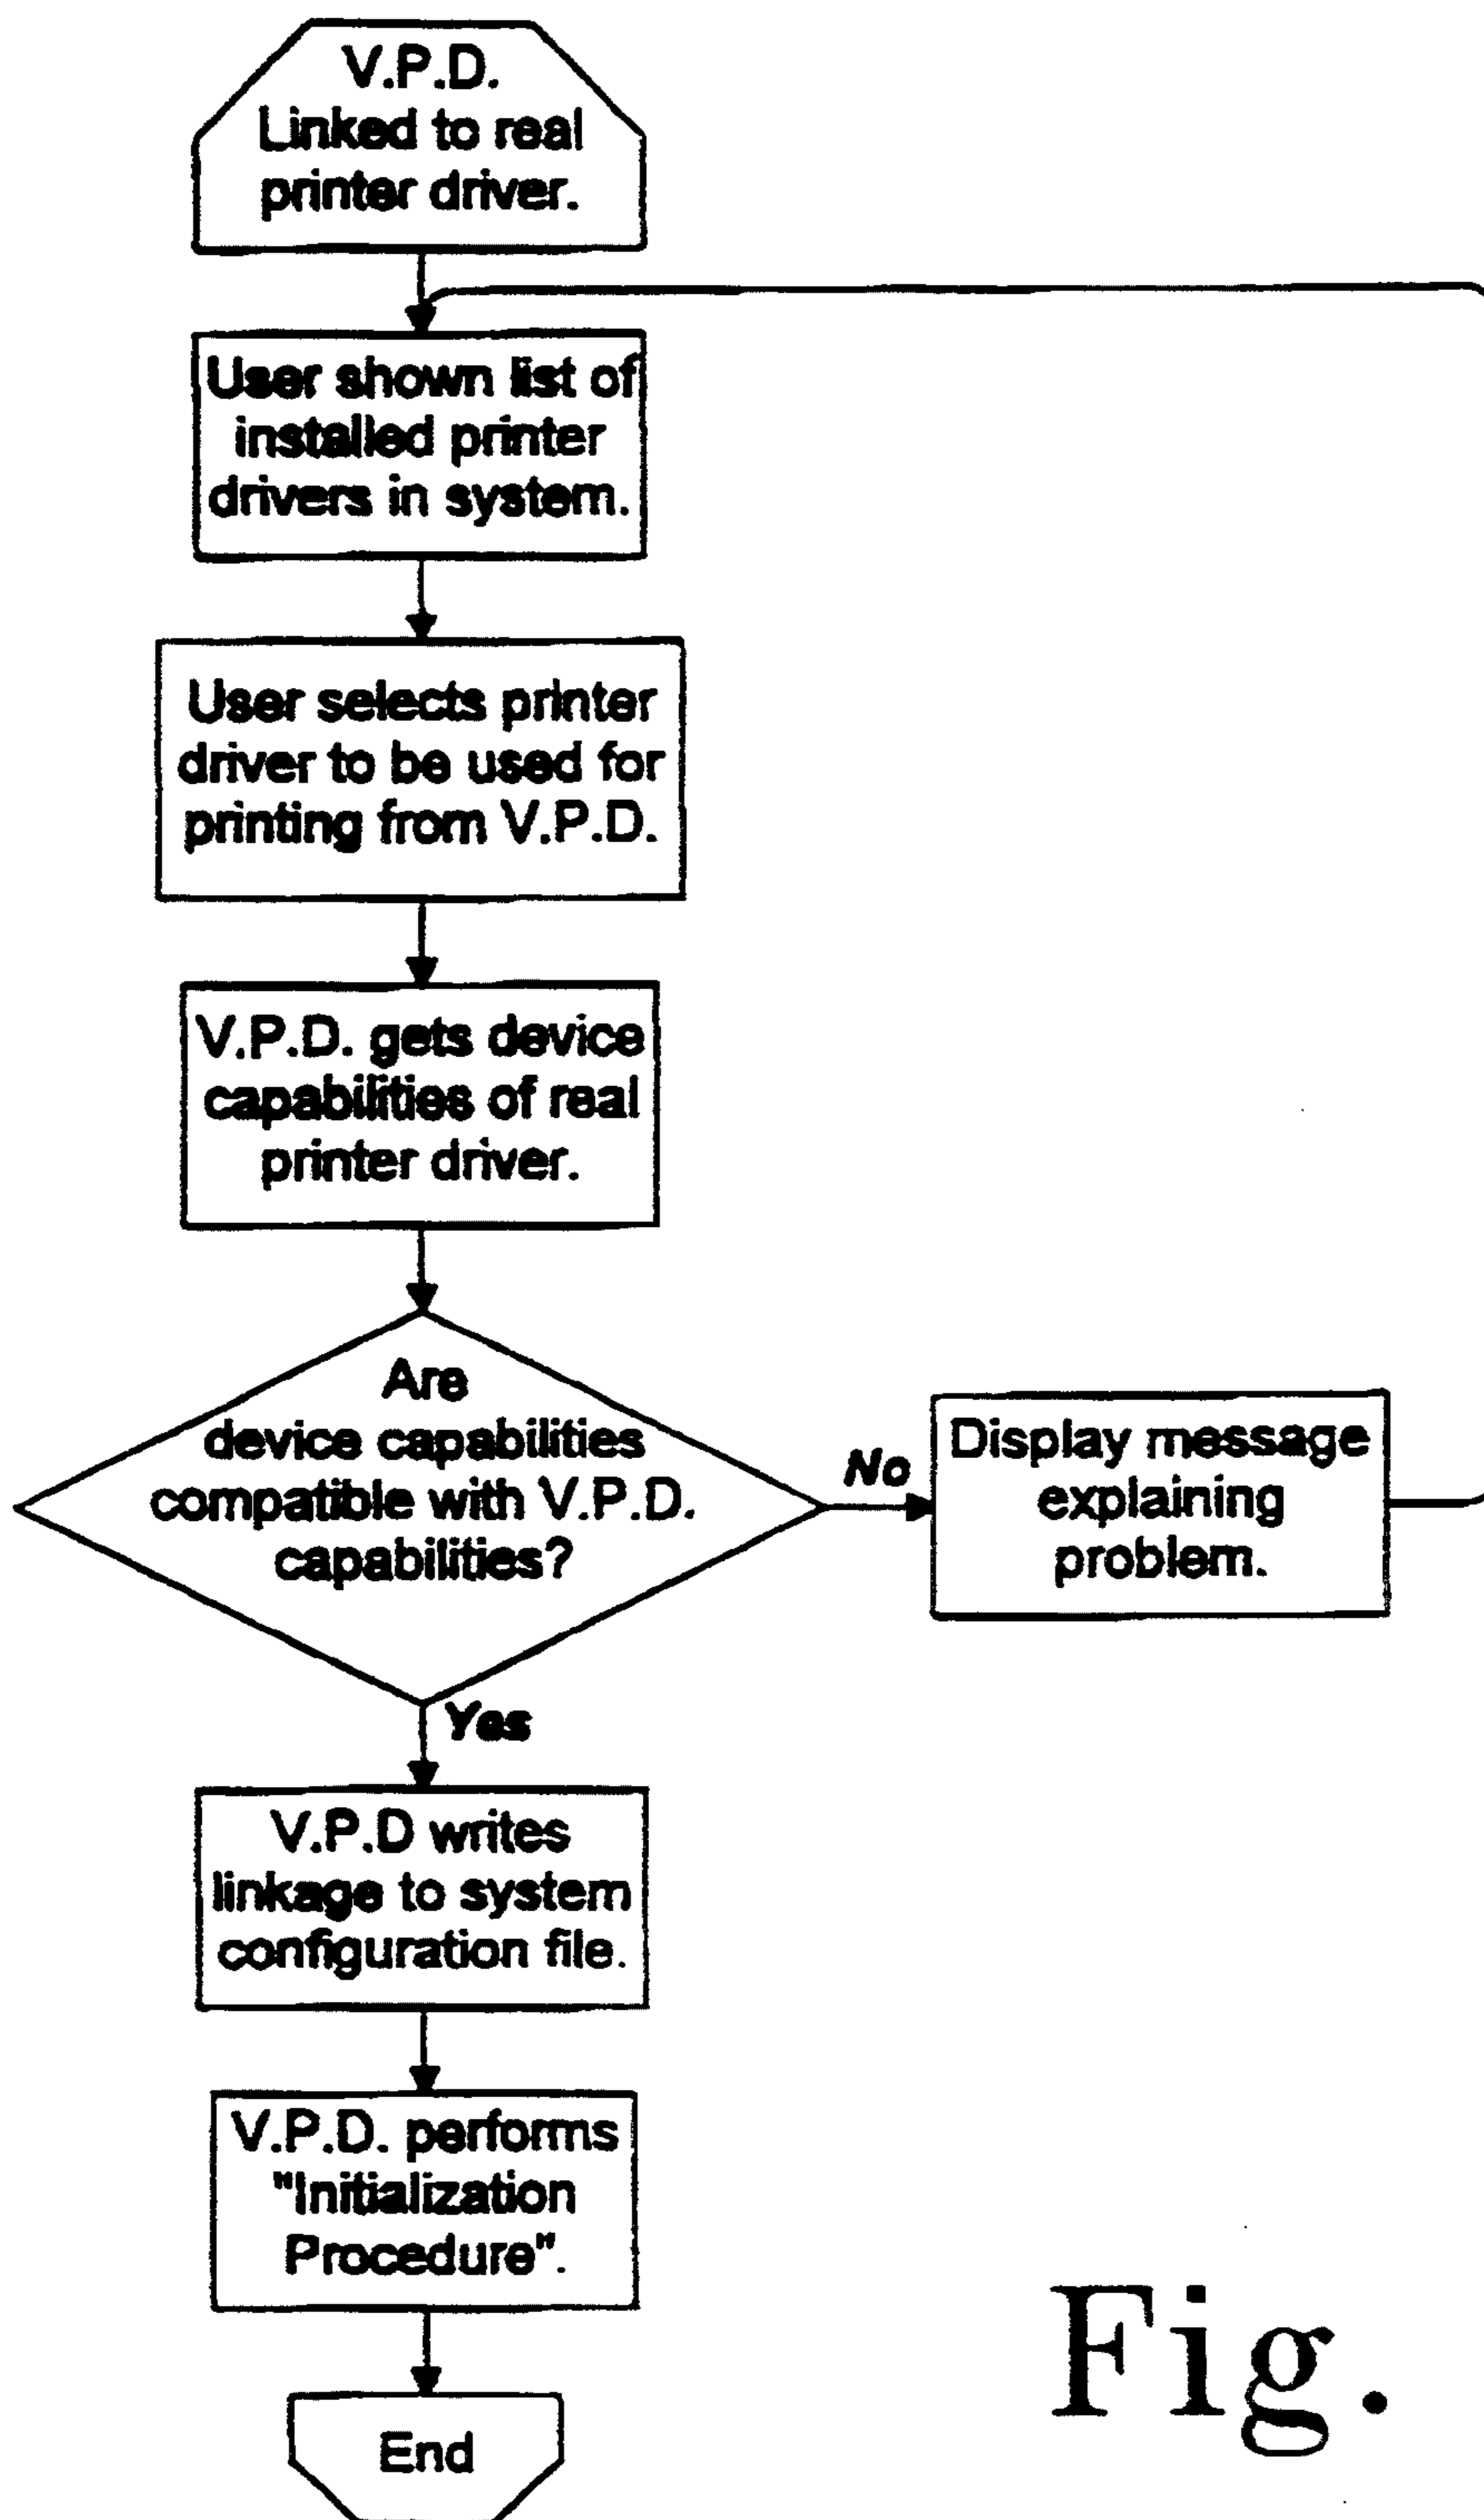 V.P.D.
Linked to real
printer driver.
User shown list of
installed printer
drivers in system.
User selects printer
driver to be used for
printing from V.P.D.
V.P.D. gets device
capabilities of real
printer driver.
Are
device capabilities
compatible with V.P.D.
capabilities?
No
Display message
explaining
problem.
Yes
V.P.D writes
linkage to system
configuration file.
V.P.D. performs
"Initialization
Procedure".
End
Fig.